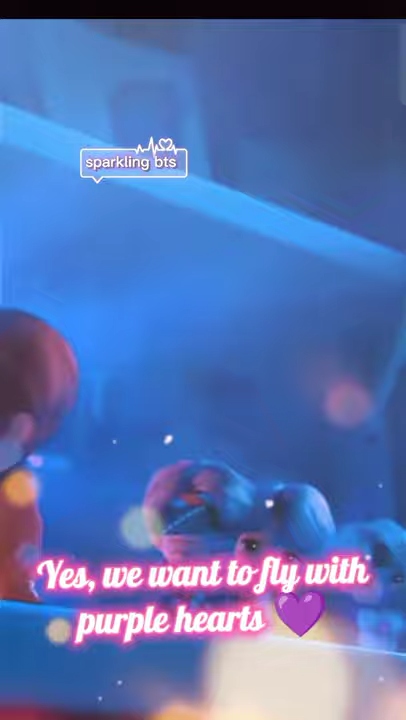 sparkling bts
Yes, we want to fly with
purple hearts 💜